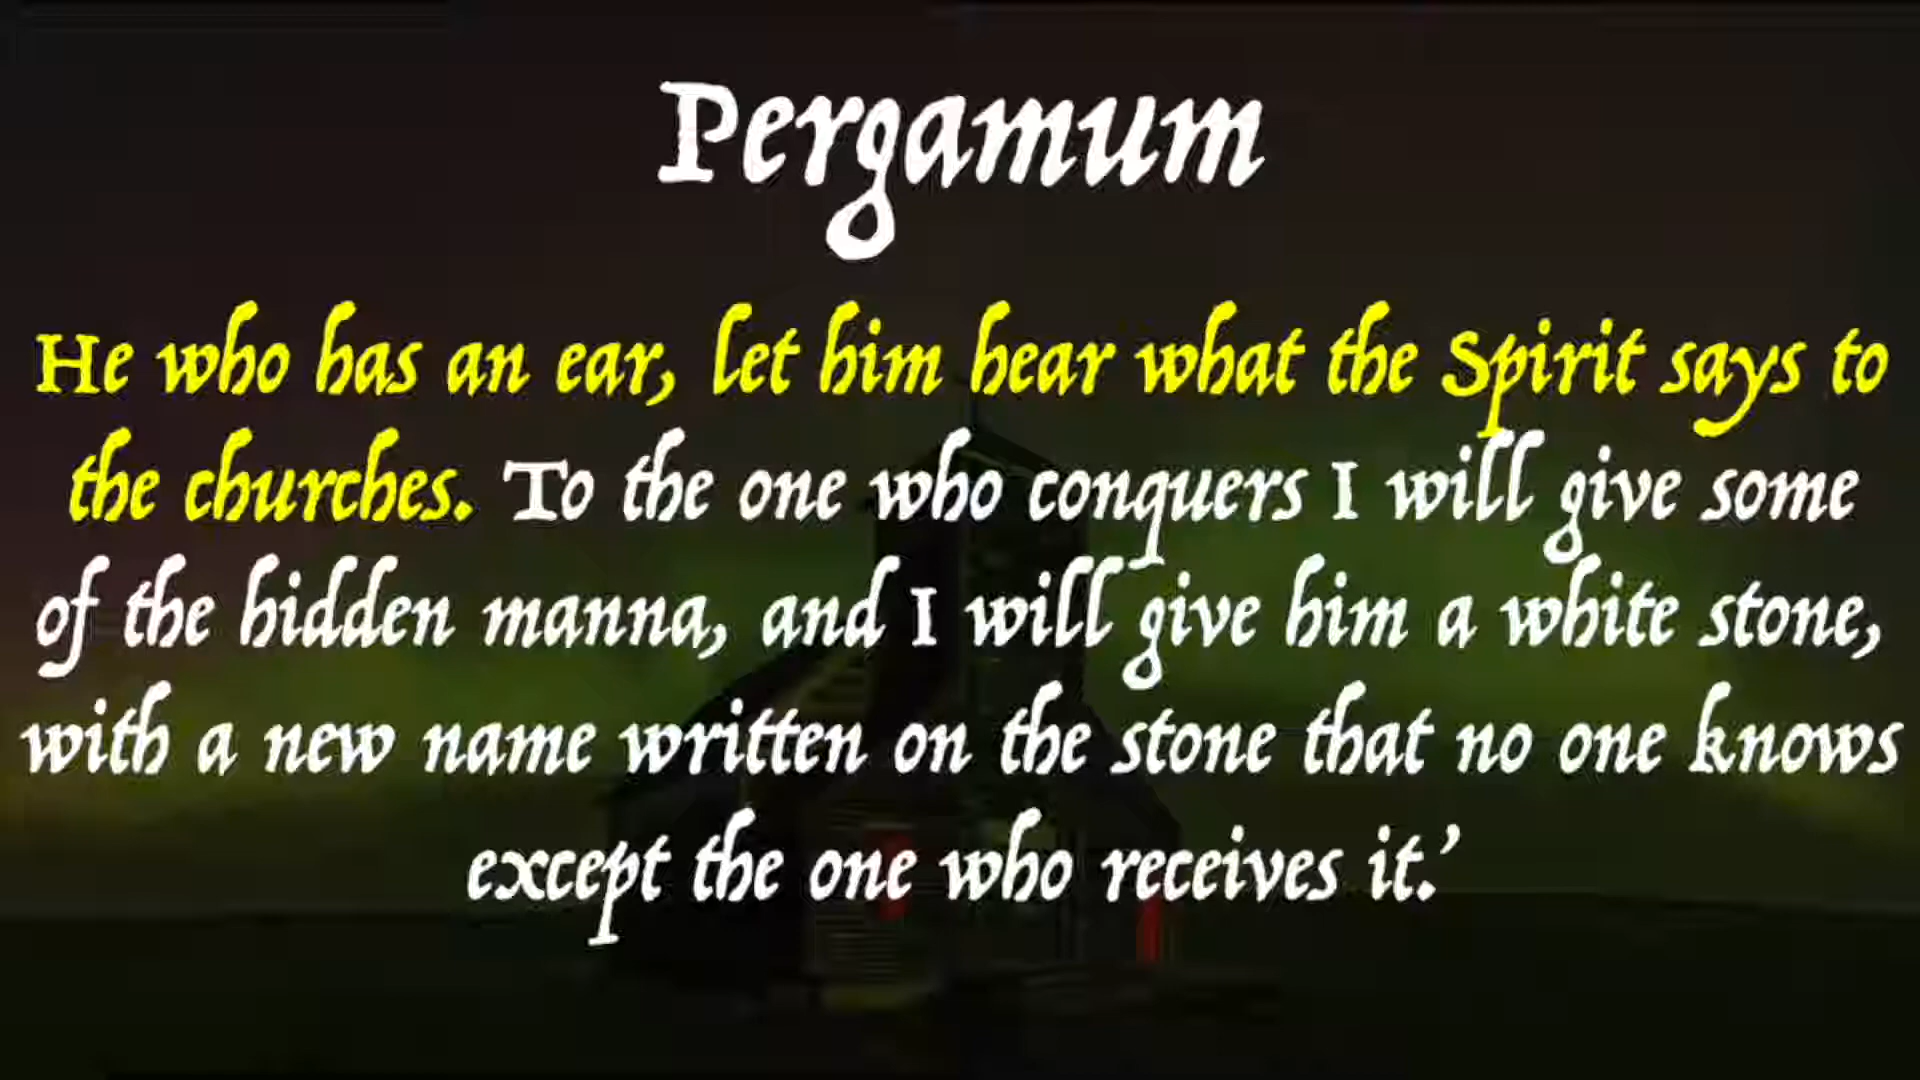 Pergamum
He who has an ear, let him hear what the Spirit says to
the churches. To the one who conquers I will give some
of the hidden manna, and I will give him a white stone,
with a new name written on the stone that no one knows
except the one who receives it.’